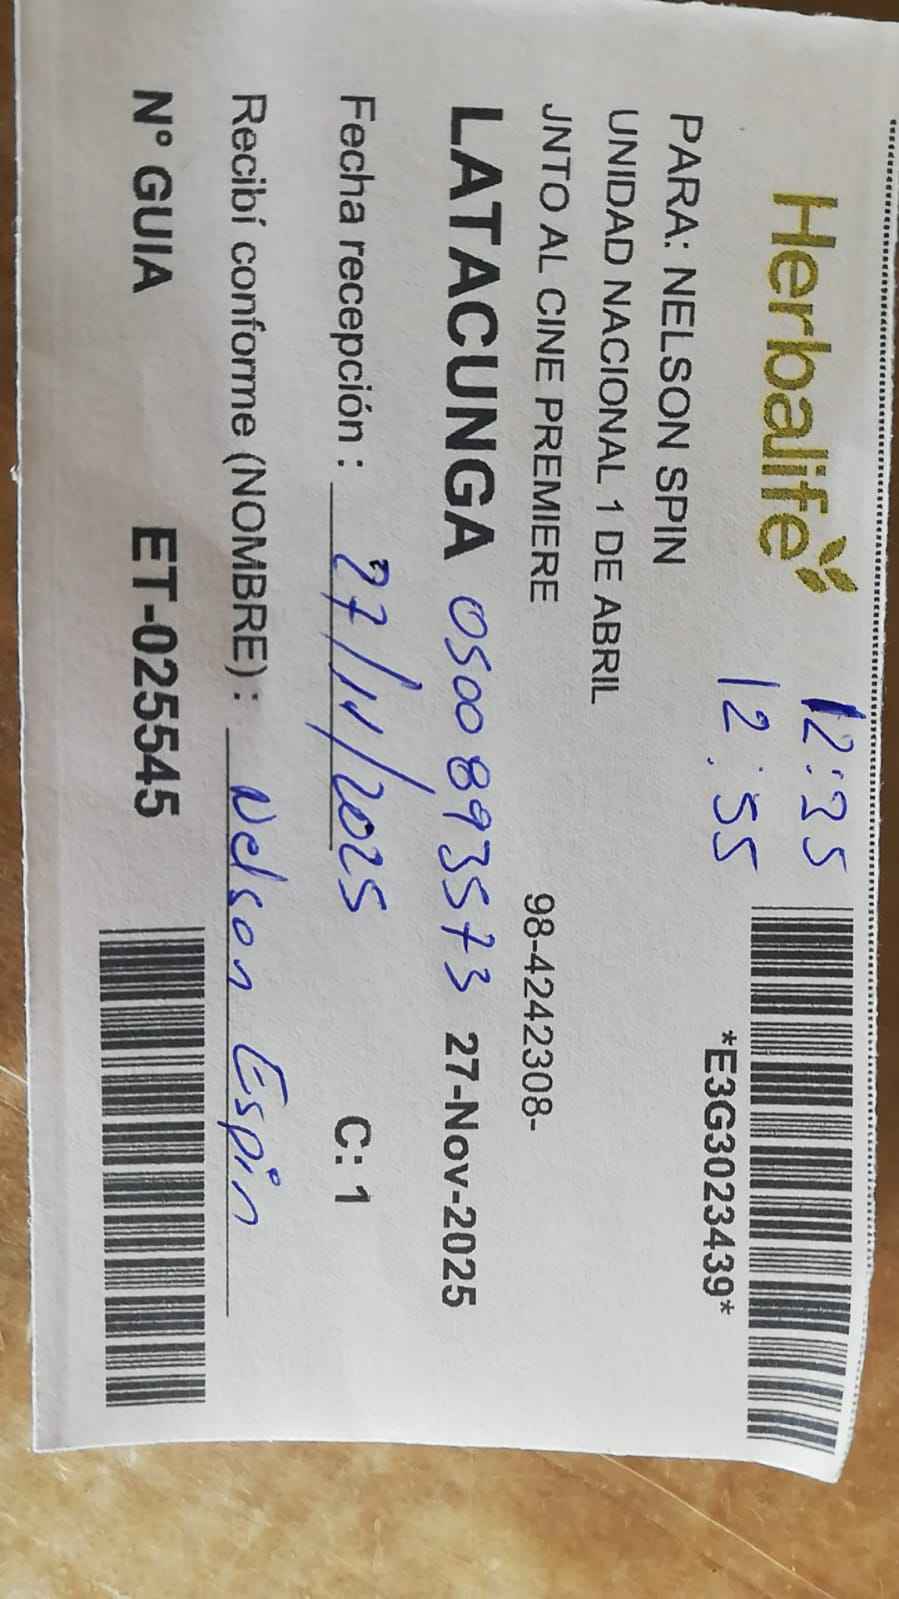 Herbalife
12:35
12:55
*E3G3023439*
PARA: NELSON SPIN
UNIDAD NACIONAL 1 DE ABRIL
JNTO AL CINE PREMIERE
98-4242308-
LATACUNGA 0500893573 27-Nov-2025
Fecha recepción : 27/11/2025 C: 1
Recibí conforme (NOMBRE) : Nelson Espin
N° GUIA ET-025545